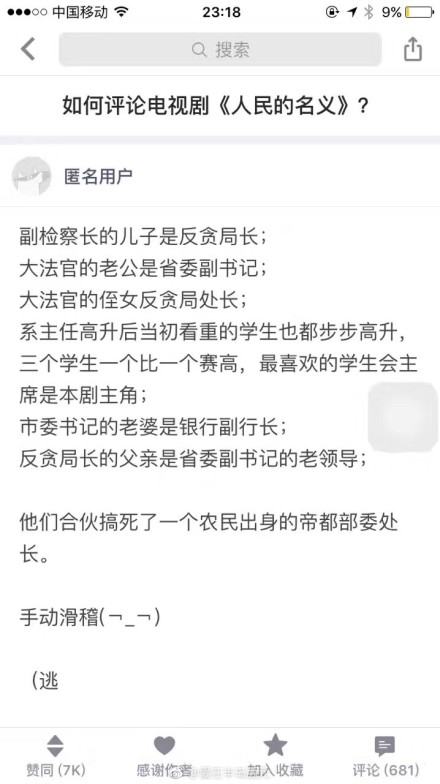 中国移动 23:18 9%
搜索
如何评论电视剧《人民的名义》?
匿名用户
副检察长的儿子是反贪局长;
大法官的老公是省委副书记;
大法官的侄女反贪局处长;
系主任高升后当初看重的学生也都步步高升,
三个学生一个比一个赛高，最喜欢的学生会主
席是本剧主角;
市委书记的老婆是银行副行长;
反贪局长的父亲是省委副书记的老领导;
他们合伙搞死了一个农民出身的帝都部委处
长。
手动滑稽(¬_¬)
（逃
赞同 (7K) 感谢作者 加入收藏 评论 (681)